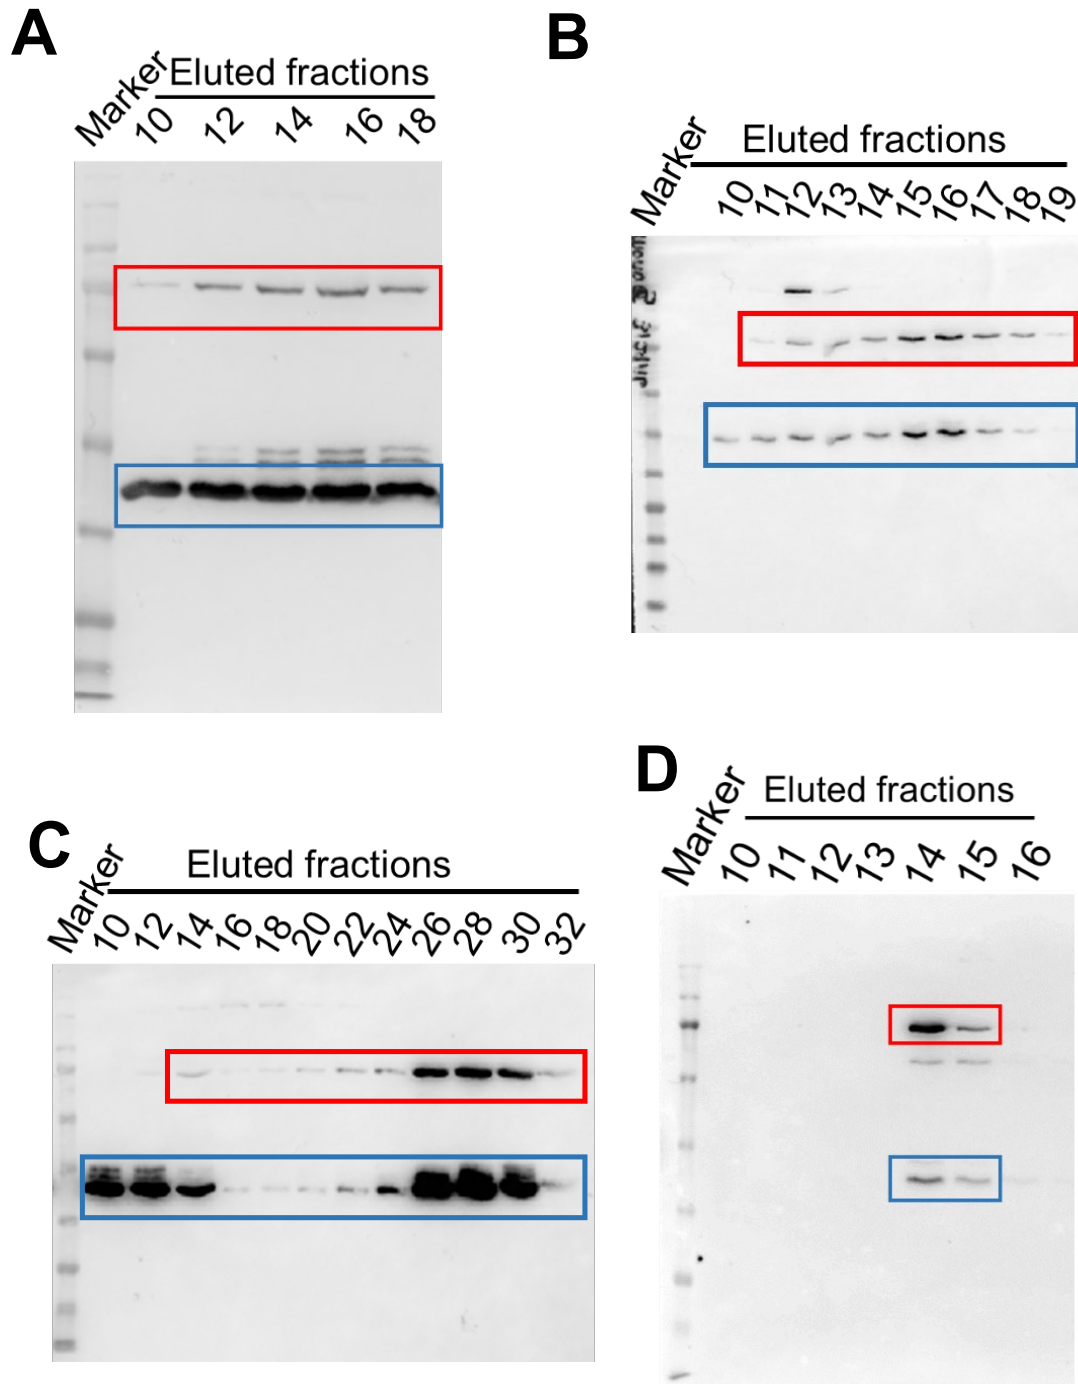 A
Marker
Eluted fractions
10 12 14 16 18
B
Marker
Eluted fractions
10 11 12 13 14 15 16 17 18 19
C
Marker
Eluted fractions
10 12 14 16 18 20 22 24 26 28 30 32
D
Marker
Eluted fractions
10 11 12 13 14 15 16